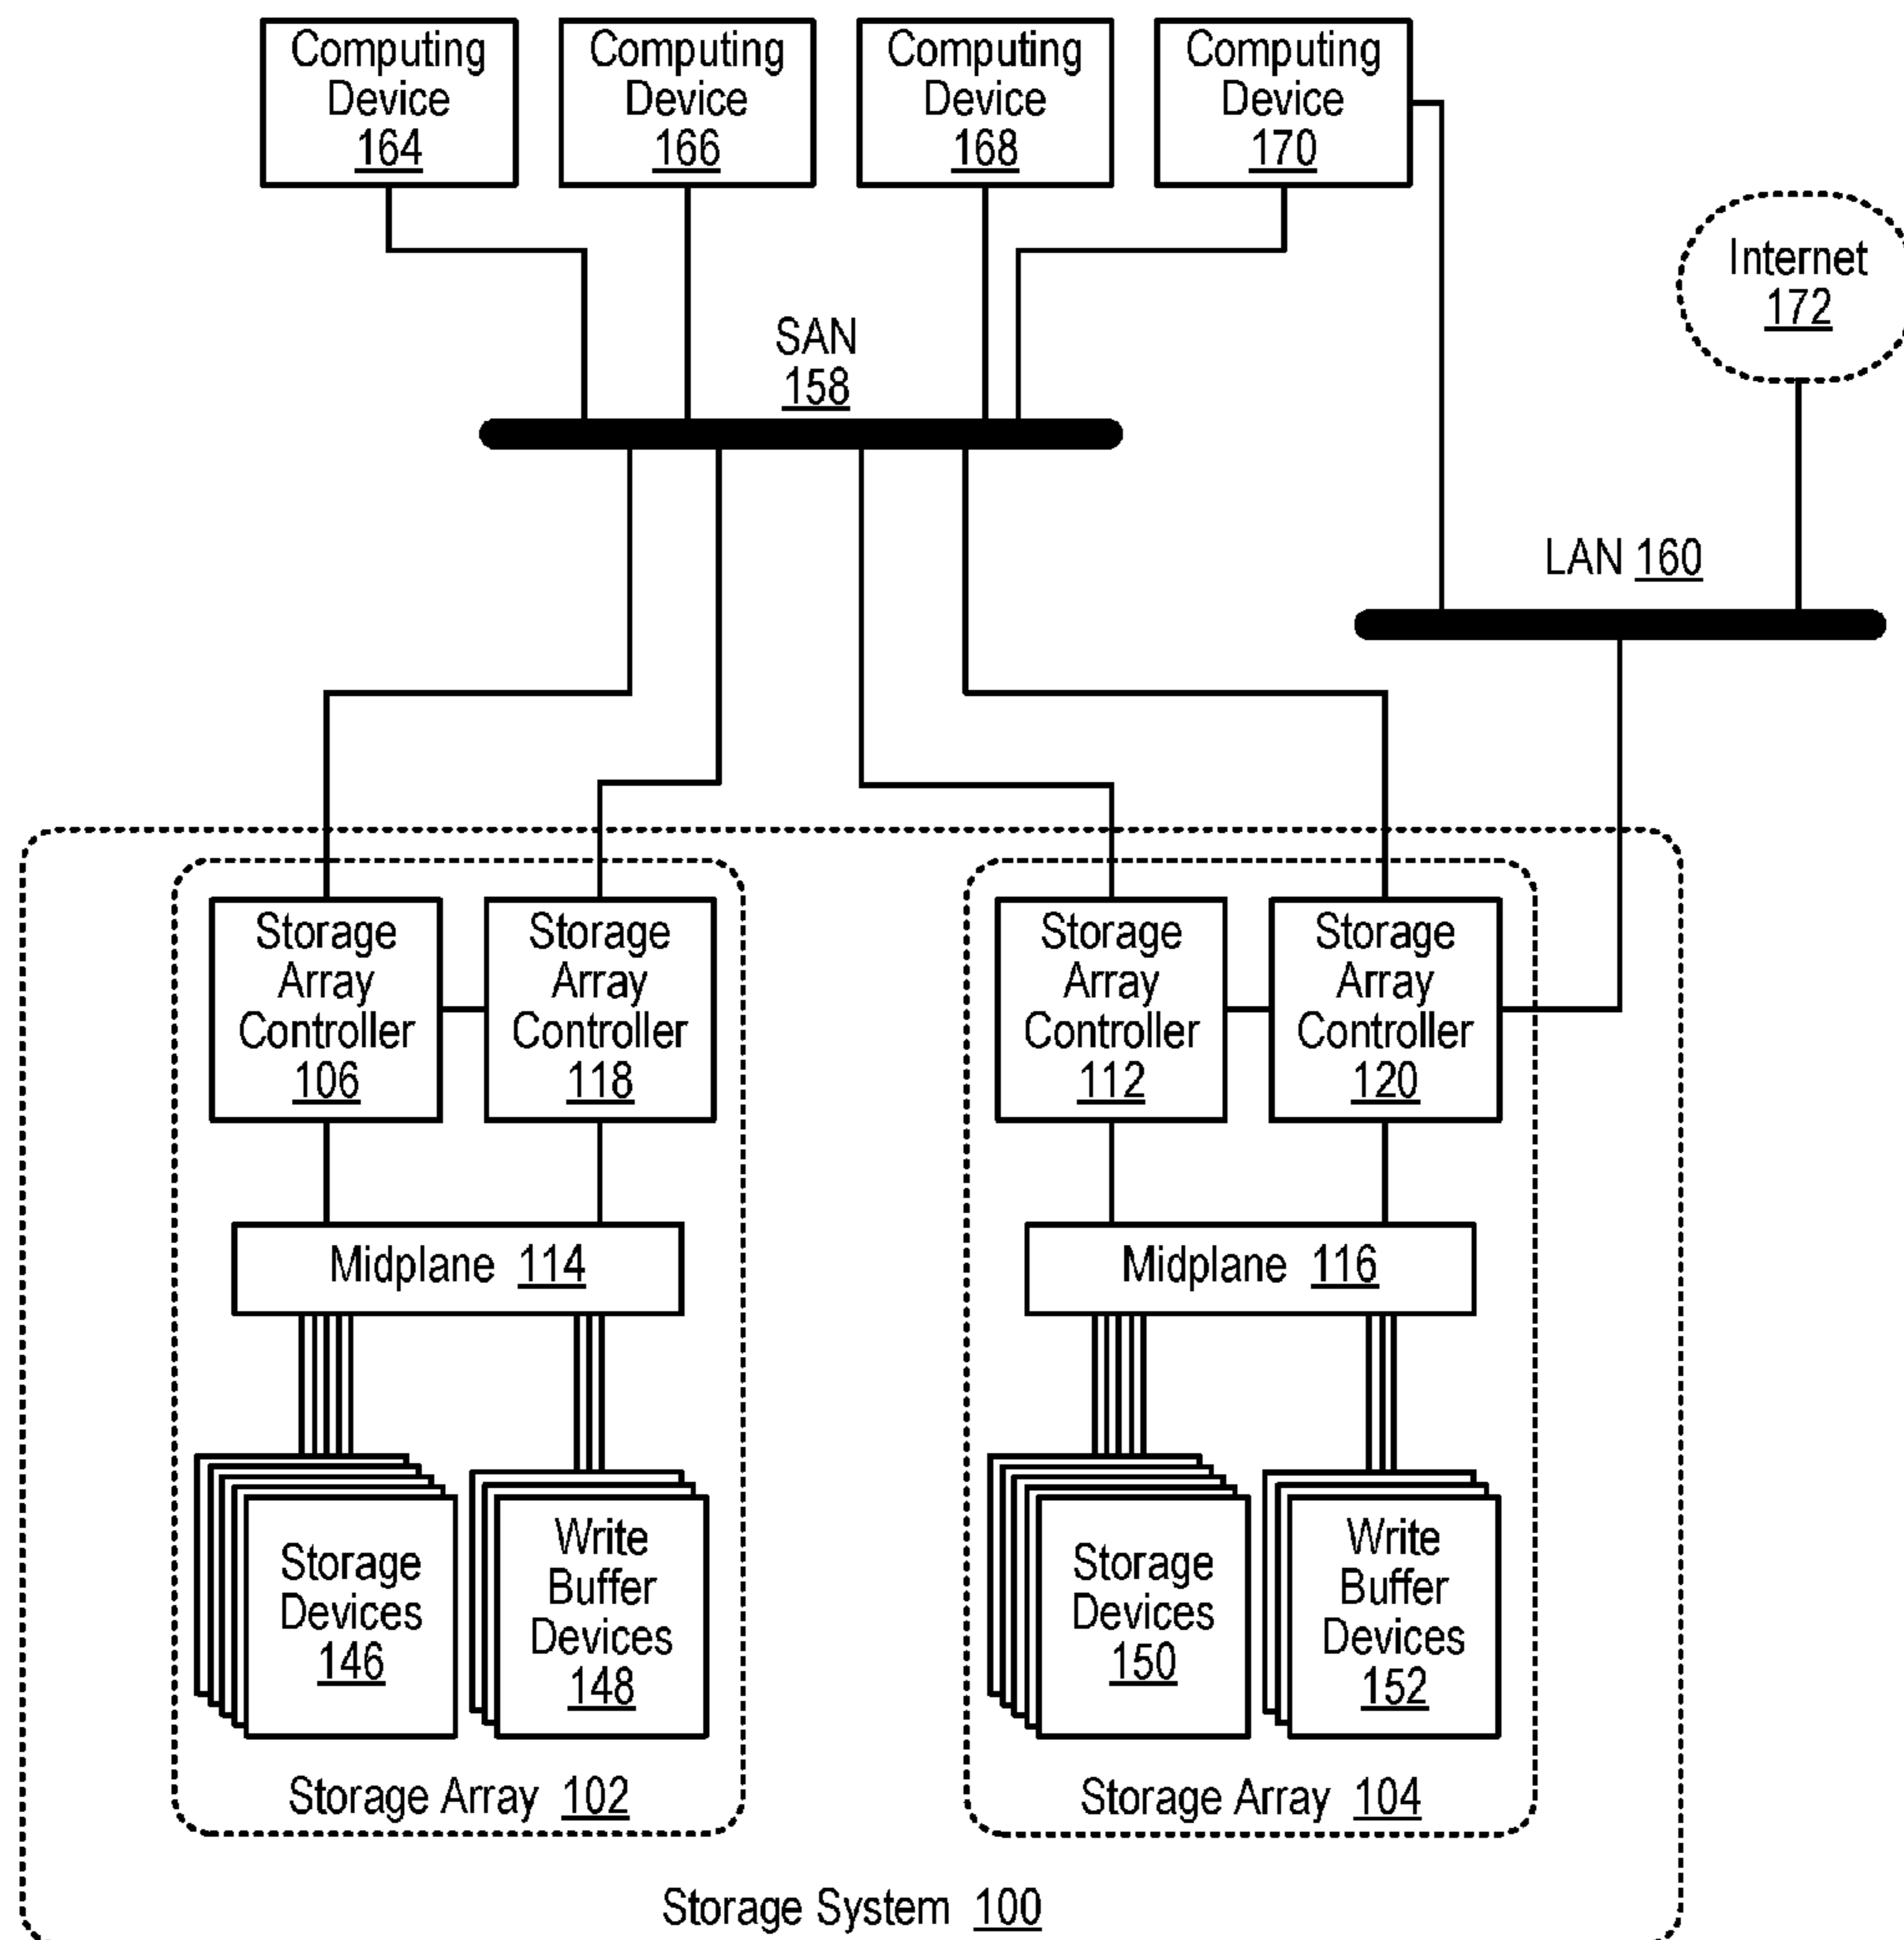 Computing
Device
164
Computing
Device
166
Computing
Device
168
Computing
Device
170
Internet
172
SAN
158
LAN 160
Storage
Array
Controller
106
Storage
Array
Controller
118
Storage
Array
Controller
112
Storage
Array
Controller
120
Midplane 114
Midplane 116
Storage
Devices
146
Write
Buffer
Devices
148
Storage
Devices
150
Write
Buffer
Devices
152
Storage Array 102
Storage Array 104
Storage System 100